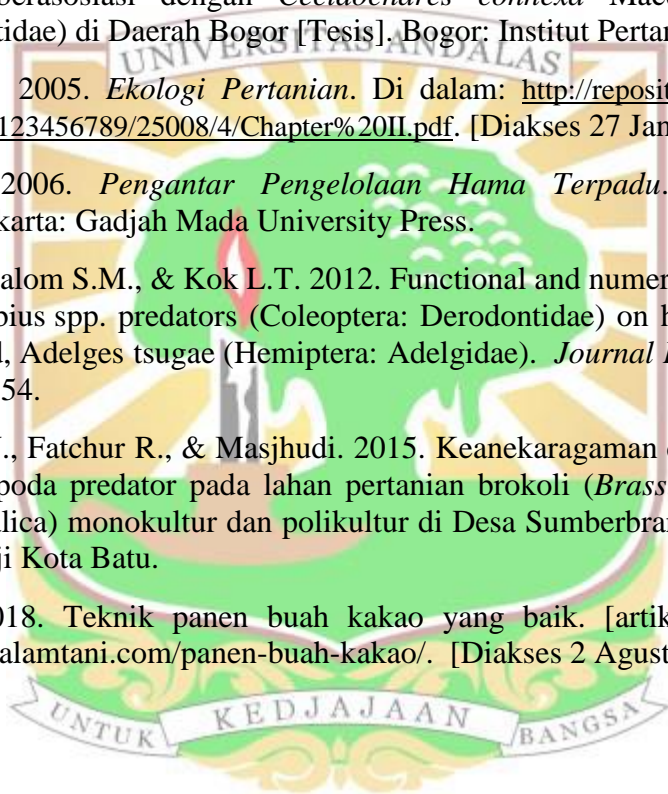 berasosiasi dengan Cecidochares connexa Mac
tidae) di Daerah Bogor [Tesis]. Bogor: Institut Pertan
UNIVERSITAS ANDALAS
2005. Ekologi Pertanian. Di dalam: http://reposit
123456789/25008/4/Chapter%20II.pdf. [Diakses 27 Jan
2006. Pengantar Pengelolaan Hama Terpadu.
karta: Gadjah Mada University Press.
alom S.M., & Kok L.T. 2012. Functional and numer
bius spp. predators (Coleoptera: Derodontidae) on h
d, Adelges tsugae (Hemiptera: Adelgidae). Journal
54.
., Fatchur R., & Masjhudi. 2015. Keanekaragaman
poda predator pada lahan pertanian brokoli (Brass
alica) monokultur dan polikultur di Desa Sumberbran
ji Kota Batu.
018. Teknik panen buah kakao yang baik. [artik
alamtani.com/panen-buah-kakao/. [Diakses 2 Agust
UNTUK KEDJAJAAN BANGSA